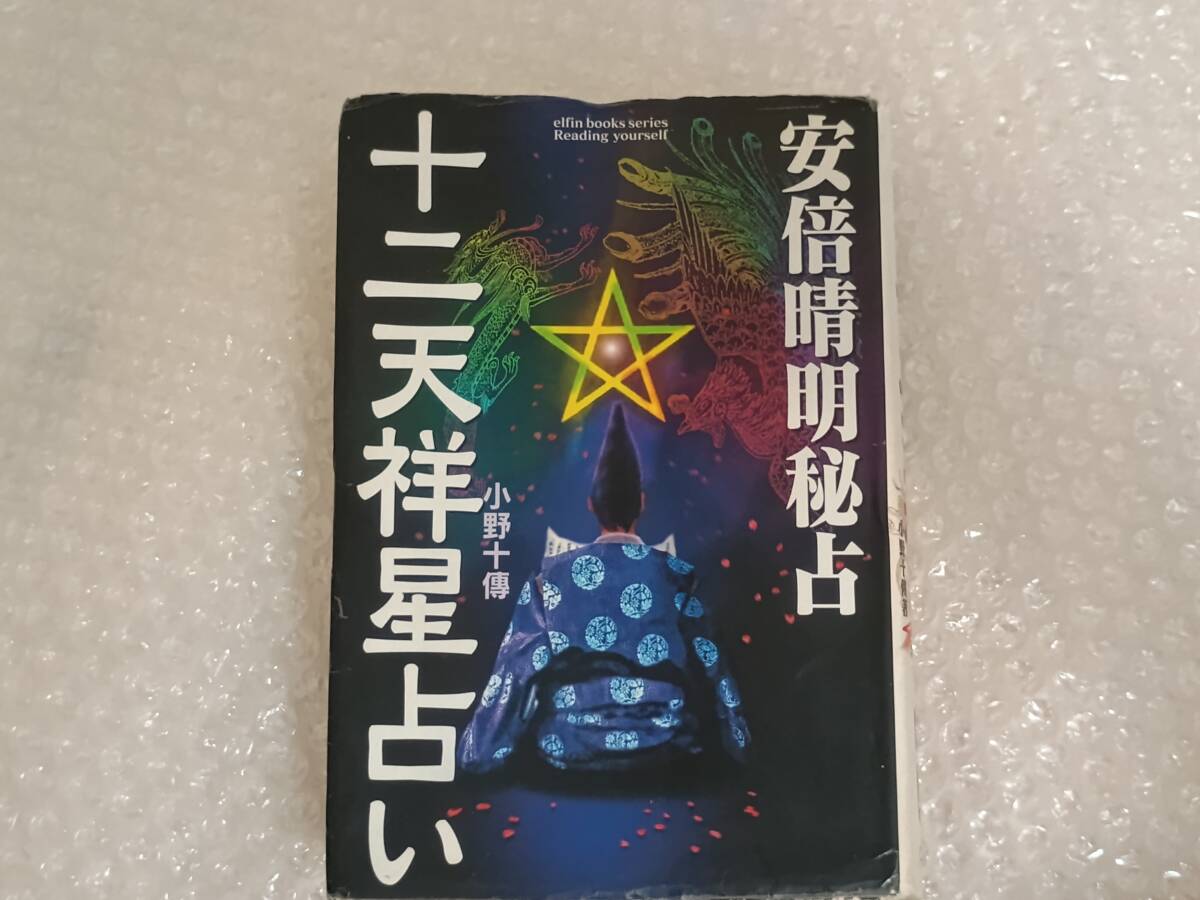 elfin books series
Reading yourself
安倍晴明秘占
十二天祥星占い
小野十傳